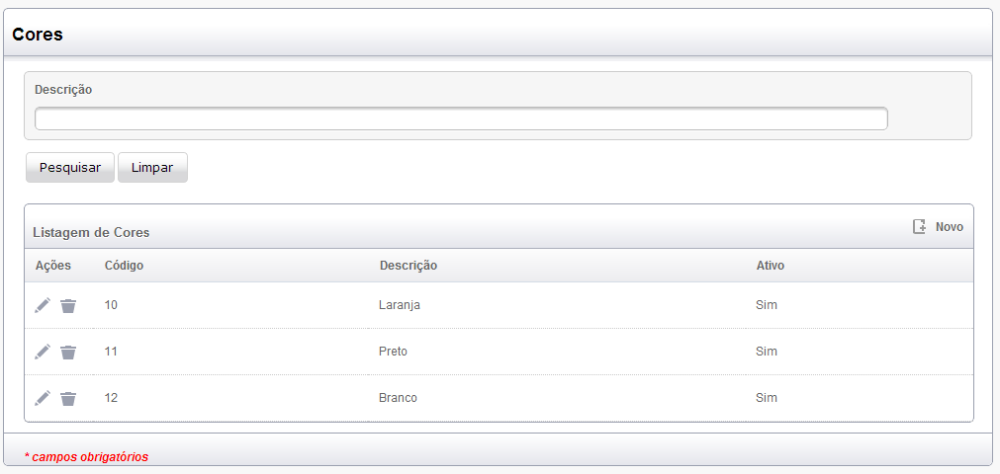 Cores
Descrição
Pesquisar Limpar
Listagem de Cores Novo
Ações Código Descrição Ativo
10 Laranja Sim
11 Preto Sim
12 Branco Sim
* campos obrigatórios